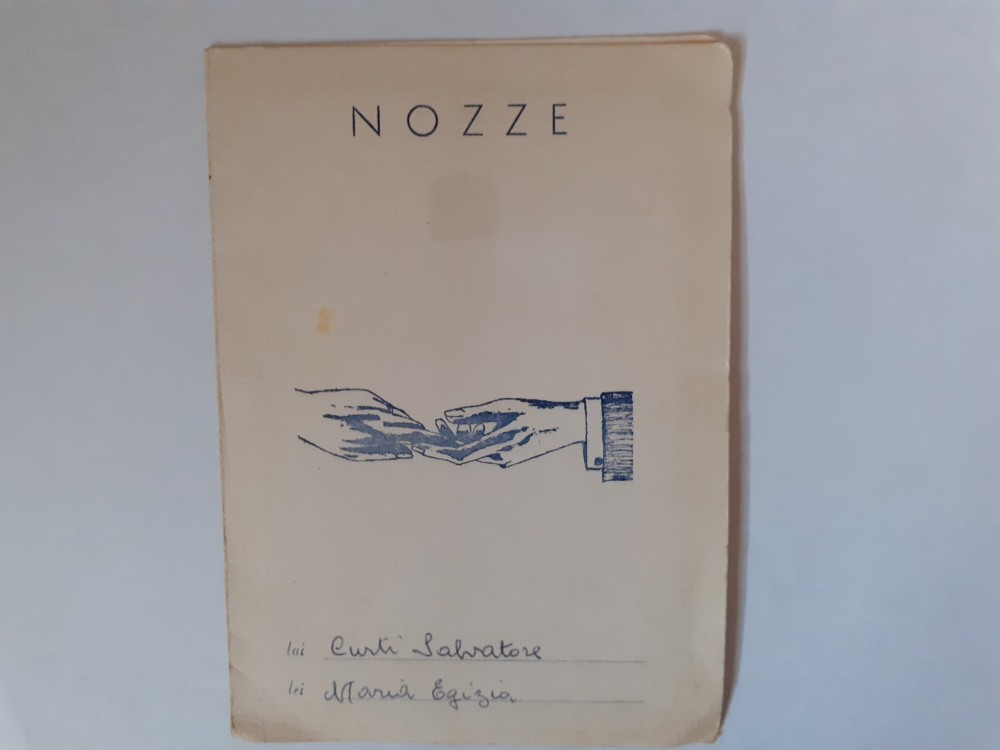 NOZZE
lui Curti Salvatore
lei Maria Egizia